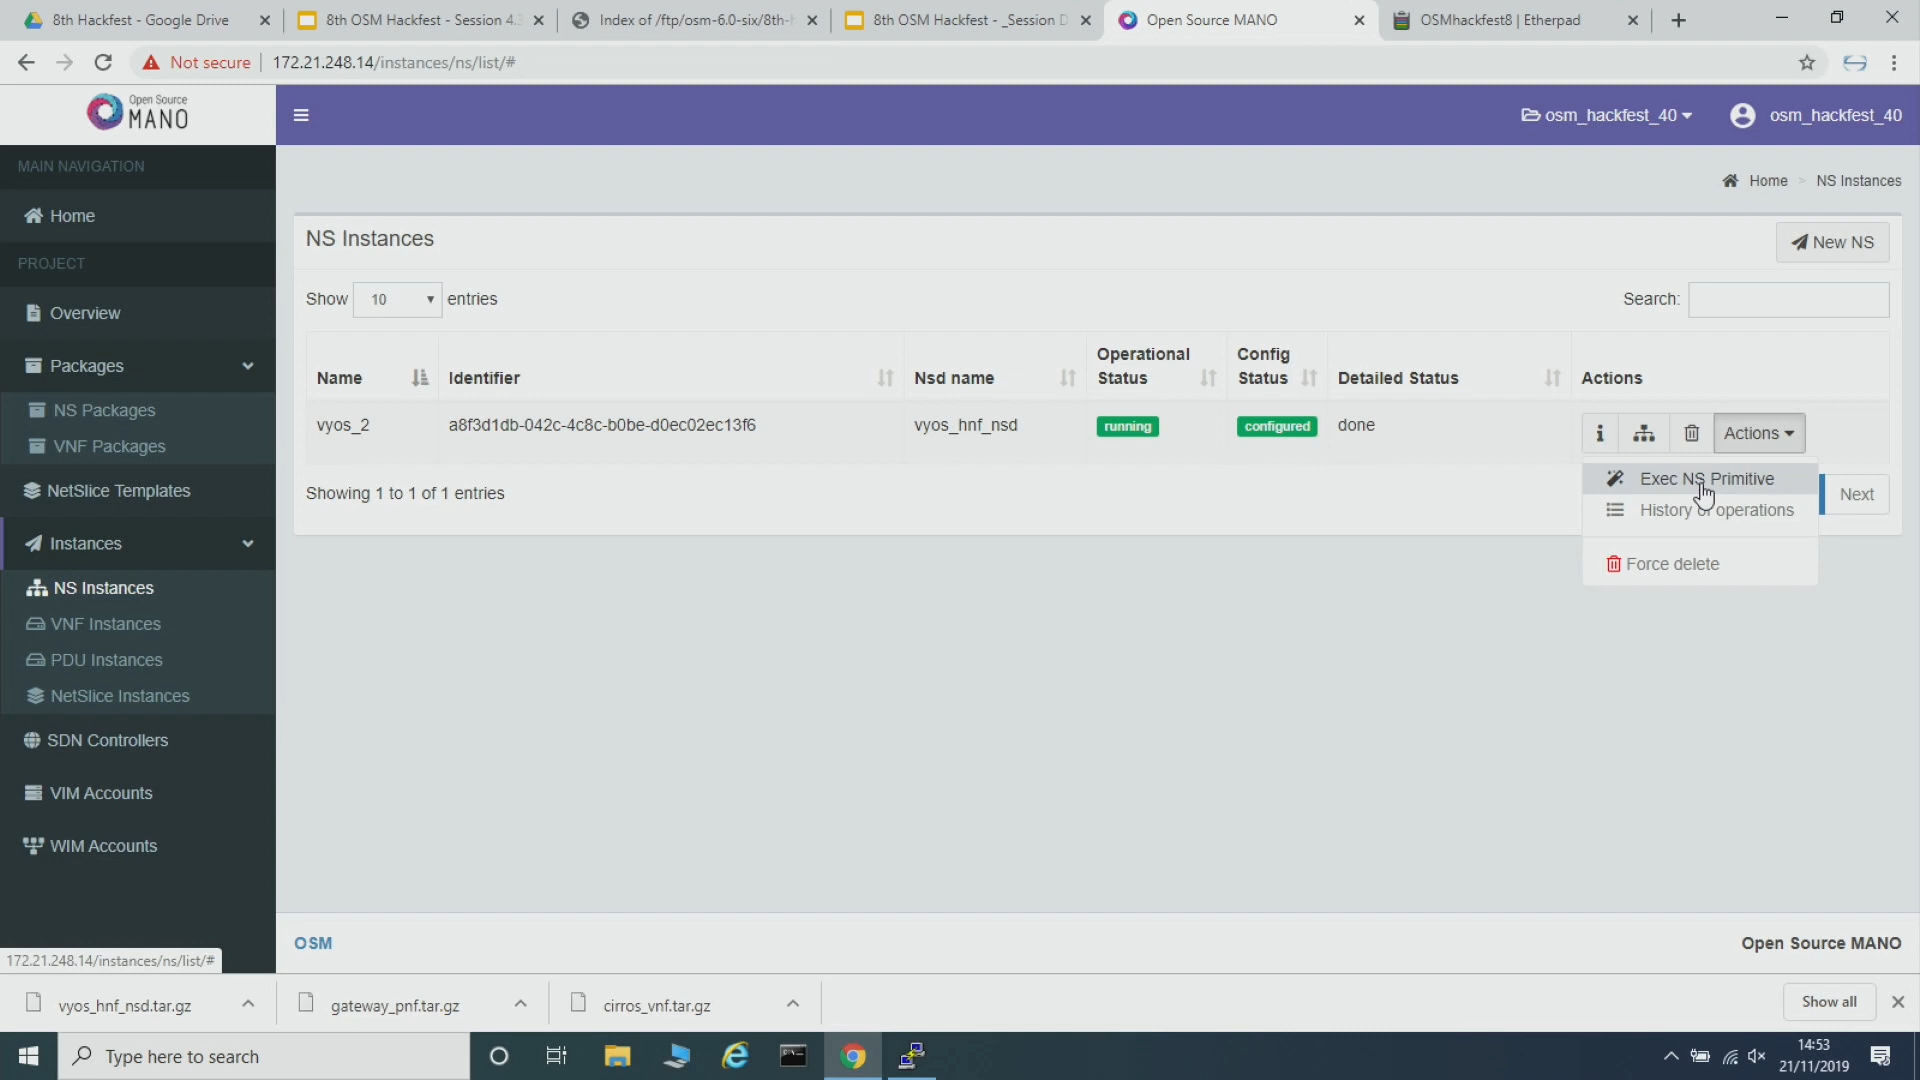 8th Hackfest - Google Drive
8th OSM Hackfest - Session 4.3
Index of /ftp/osm-6.0-six/8th-h
8th OSM Hackfest - _Session D
Open Source MANO
OSMhackfest8 | Etherpad
Not secure
172.21.248.14/instances/ns/list/#
Open Source
MANO
osm_hackfest_40
osm_hackfest_40
MAIN NAVIGATION
Home
PROJECT
Overview
Packages
NS Packages
VNF Packages
NetSlice Templates
Instances
NS Instances
VNF Instances
PDU Instances
NetSlice Instances
SDN Controllers
VIM Accounts
WIM Accounts
Home > NS Instances
NS Instances
New NS
Show 10 entries
Search:
Name
Identifier
Nsd name
Operational Status
Config Status
Detailed Status
Actions
vyos_2
a8f3d1db-042c-4c8c-b0be-d0ec02ec13f6
vyos_hnf_nsd
running
configured
done
Actions
Exec NS Primitive
History of operations
Force delete
Showing 1 to 1 of 1 entries
Next
OSM
Open Source MANO
172.21.248.14/instances/ns/list/#
vyos_hnf_nsd.tar.gz
gateway_pnf.tar.gz
cirros_vnf.tar.gz
Show all
Type here to search
14:53
21/11/2019